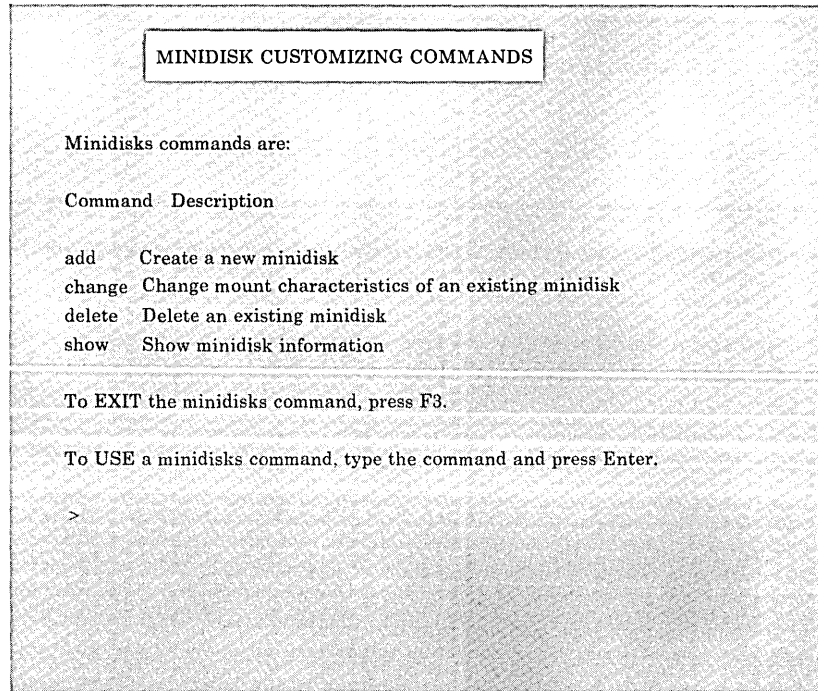 MINIDISK CUSTOMIZING COMMANDS
Minidisks commands are:
Command Description
add Create a new minidisk
change Change mount characteristics of an existing minidisk
delete Delete an existing minidisk
show Show minidisk information
To EXIT the minidisks command, press F3.
To USE a minidisks command, type the command and press Enter.
>